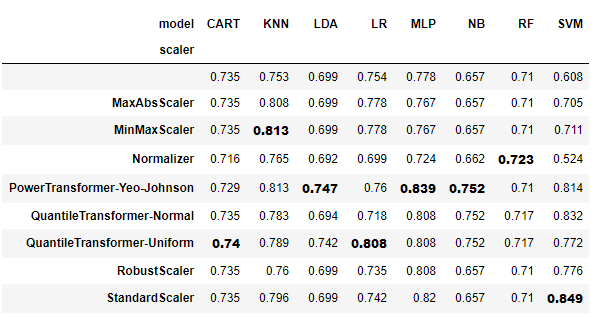 model CART KNN LDA LR MLP NB RF SVM
scaler
0.735 0.753 0.699 0.754 0.778 0.657 0.71 0.608
MaxAbsScaler 0.735 0.808 0.699 0.778 0.767 0.657 0.71 0.705
MinMaxScaler 0.735 0.813 0.699 0.778 0.767 0.657 0.71 0.711
Normalizer 0.716 0.765 0.692 0.699 0.724 0.662 0.723 0.524
PowerTransformer-Yeo-Johnson 0.729 0.813 0.747 0.76 0.839 0.752 0.71 0.814
QuantileTransformer-Normal 0.735 0.783 0.694 0.718 0.808 0.752 0.717 0.832
QuantileTransformer-Uniform 0.74 0.789 0.742 0.808 0.808 0.752 0.717 0.772
RobustScaler 0.735 0.76 0.699 0.735 0.808 0.657 0.71 0.776
StandardScaler 0.735 0.796 0.699 0.742 0.82 0.657 0.71 0.849